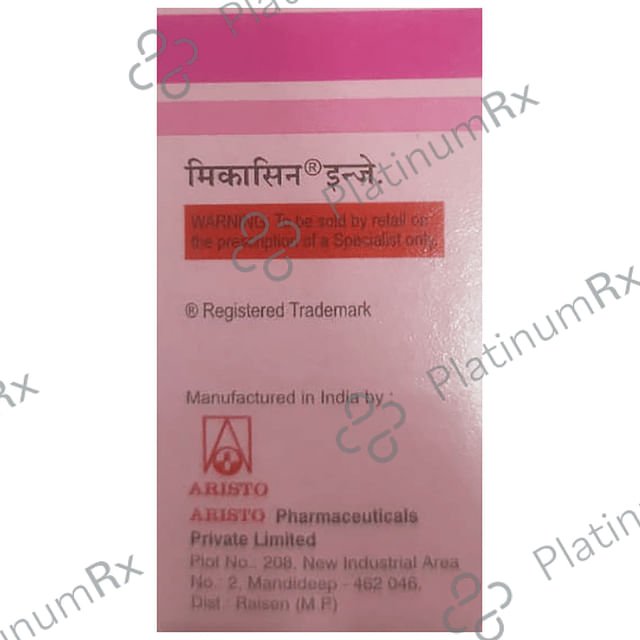 मिकासिन® इन्जे.
WARNING: To be sold by retail on
the prescription of a Specialist only.
® Registered Trademark
Manufactured in India by :
ARISTO
ARISTO Pharmaceuticals
Private Limited
Plot No.: 208, New Industrial Area
No.: 2, Mandideep - 462 046,
Dist.: Raisen (M.P.)
PlatinumRx
PlatinumRx
PlatinumRx